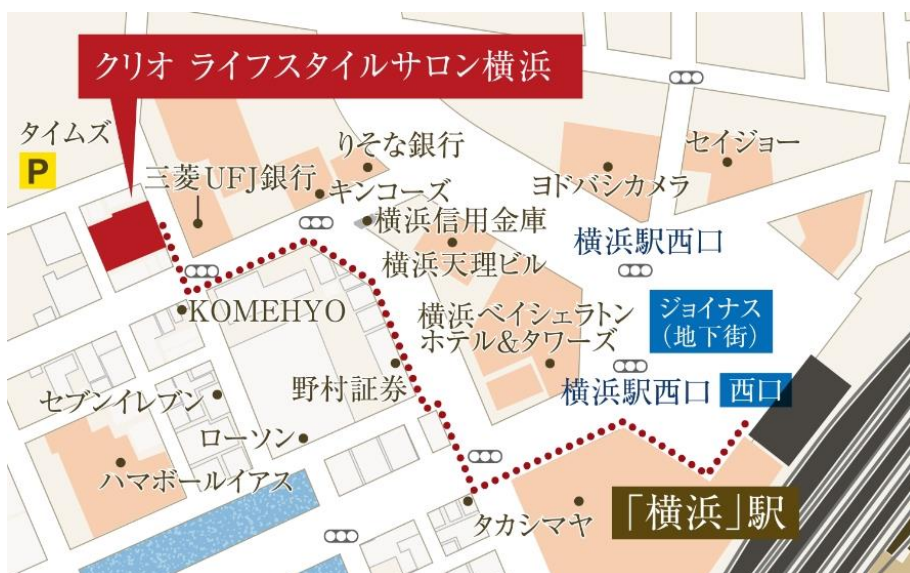 クリオ ライフスタイルサロン横浜
タイムズ
P
三菱UFJ銀行
りそな銀行
キンコーズ
横浜信用金庫
横浜天理ビル
セイジョー
ヨドバシカメラ
横浜駅西口
KOMEHYO
横浜ベイシェラトン
ホテル&タワーズ
ジョイナス
(地下街)
野村証券
横浜駅西口
西口
セブンイレブン
ローソン
ハマボールイアス
タカシマヤ
「横浜」駅